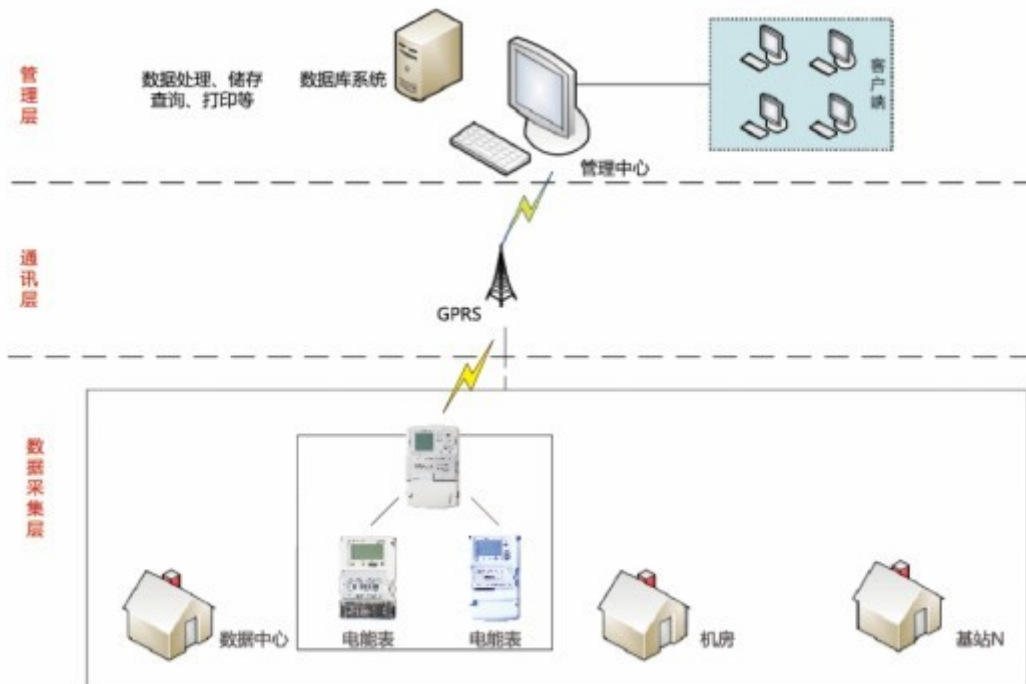 管理层
数据处理、储存
查询、打印等
数据库系统
客户端
管理中心
通讯层
GPRS
数据采集层
数据中心
电能表
电能表
机房
基站N